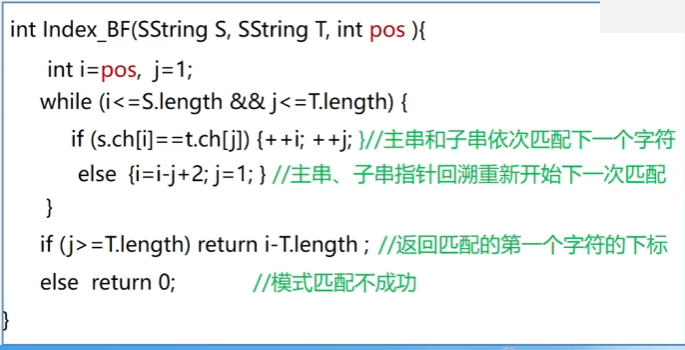 int Index_BF(SString S, SString T, int pos ){
int i=pos, j=1;
while (i<=S.length && j<=T.length) {
if (s.ch[i]==t.ch[j]) {++i; ++j; }//主串和子串依次匹配下一个字符
else {i=i-j+2; j=1; } //主串、子串指针回溯重新开始下一次匹配
}
if (j>=T.length) return i-T.length ; //返回匹配的第一个字符的下标
else return 0; //模式匹配不成功
}